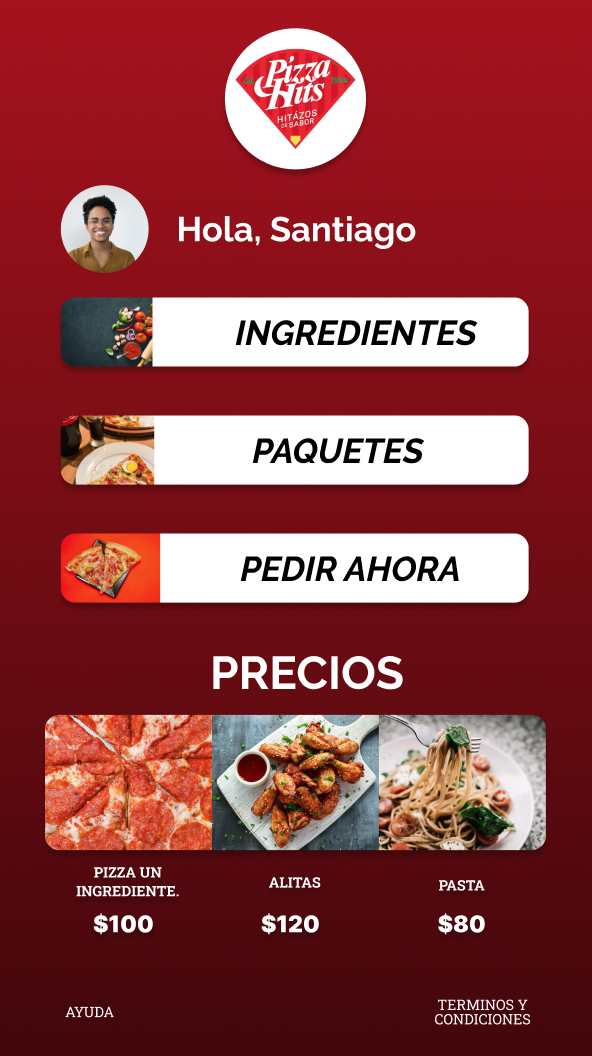 Pizza
Hits
HITÁZOS
DE SABOR
Hola, Santiago
INGREDIENTES
PAQUETES
PEDIR AHORA
PRECIOS
PIZZA UN
INGREDIENTE.
ALITAS
PASTA
$100
$120
$80
AYUDA
TERMINOS Y
CONDICIONES